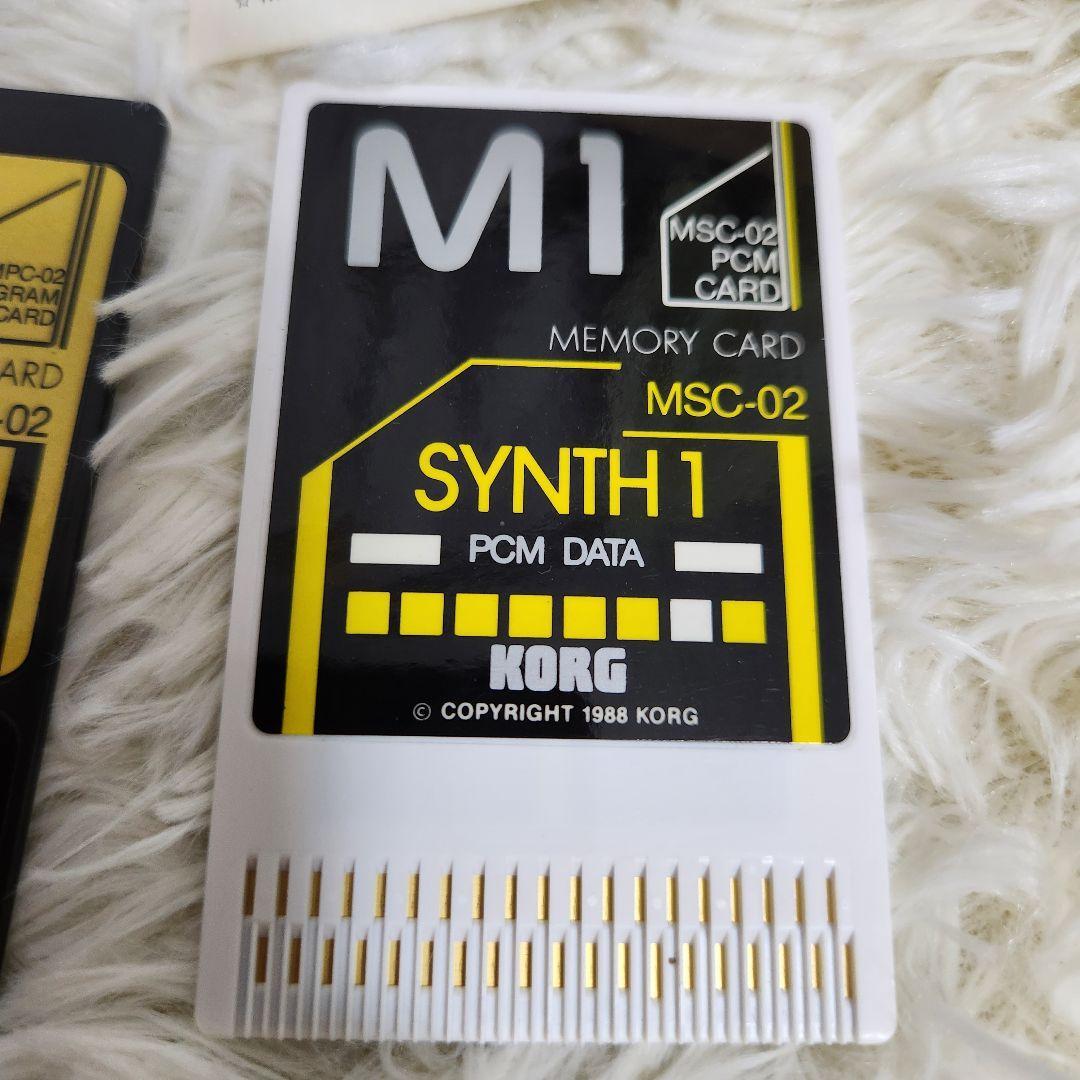 M1
MSC-02
PCM
CARD
MEMORY CARD
MSC-02
SYNTH 1
PCM DATA
KORG
© COPYRIGHT 1988 KORG
MPC-02
GRAM
CARD
ARD
-02